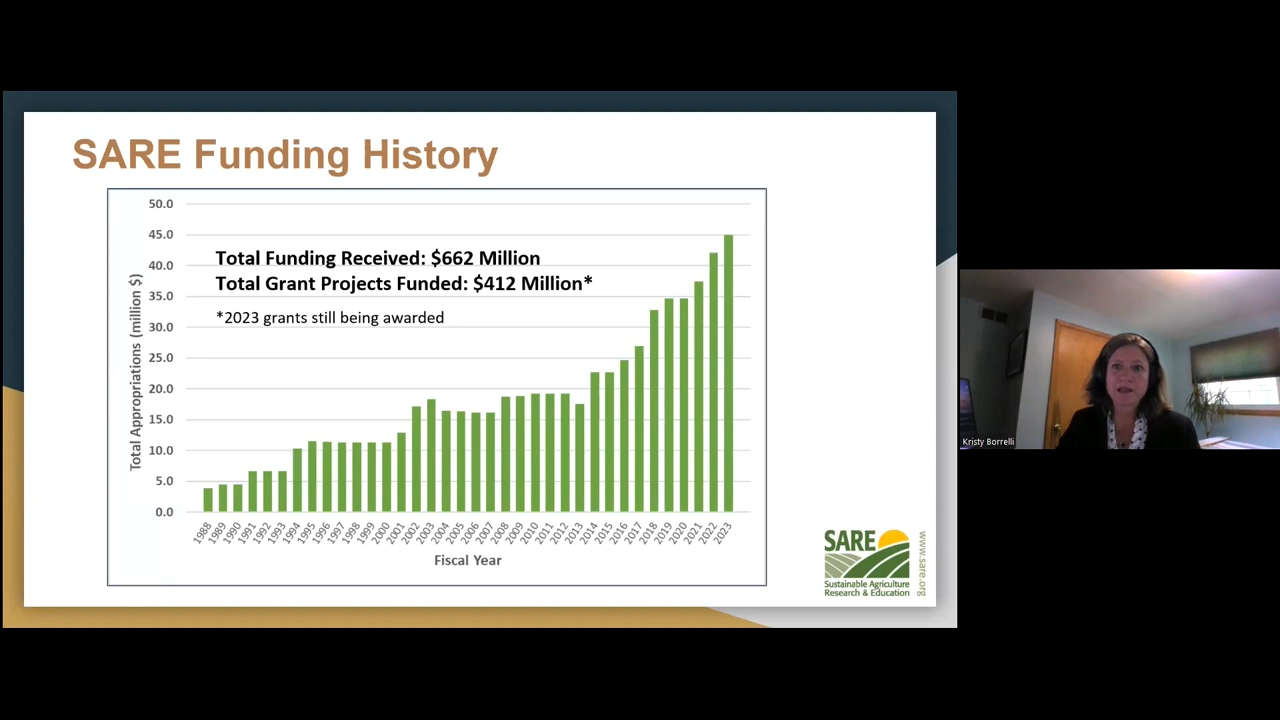 SARE Funding History
50.0
45.0
40.0
35.0
30.0
25.0
20.0
15.0
10.0
5.0
0.0
Total Appropriations (million $)
Total Funding Received: $662 Million
Total Grant Projects Funded: $412 Million*
*2023 grants still being awarded
1988 1989 1990 1991 1992 1993 1994 1995 1996 1997 1998 1999 2000 2001 2002 2003 2004 2005 2006 2007 2008 2009 2010 2011 2012 2013 2014 2015 2016 2017 2018 2019 2020 2021 2022 2023
Fiscal Year
SARE
Sustainable Agriculture
Research & Education
www.sare.org
Kristy Borrelli